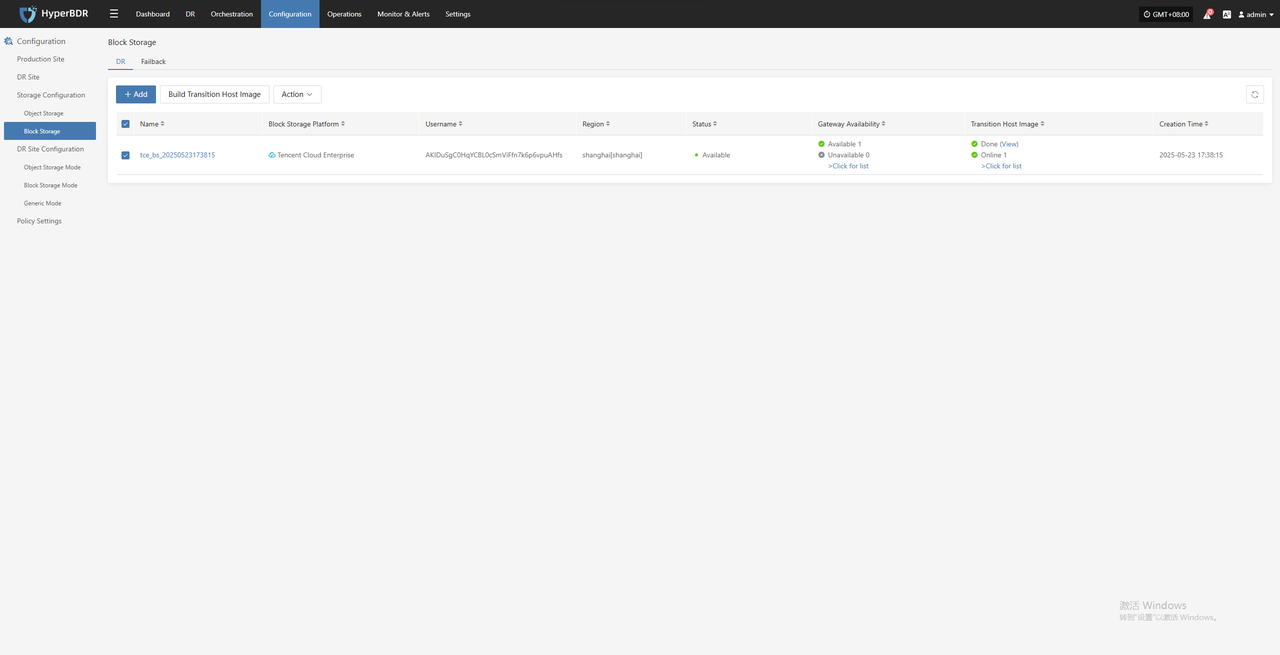 HyperBDR
Dashboard DR Orchestration Configuration Operations Monitor & Alerts Settings
GMT+08:00
admin
Configuration
Production Site
DR Site
Storage Configuration
Object Storage
Block Storage
DR Site Configuration
Object Storage Mode
Block Storage Mode
Generic Mode
Policy Settings
Block Storage
DR Failback
+ Add Build Transition Host Image Action
Name Block Storage Platform Username Region Status Gateway Availability Transition Host Image Creation Time
tce_bs_20250523173815 Tencent Cloud Enterprise shanghai[shanghai] Available
Available 1
Unavailable 0
>Click for list
Done (View)
Online 1
>Click for list
2025-05-23 17:38:15
激活 Windows
转到"设置"以激活 Windows。